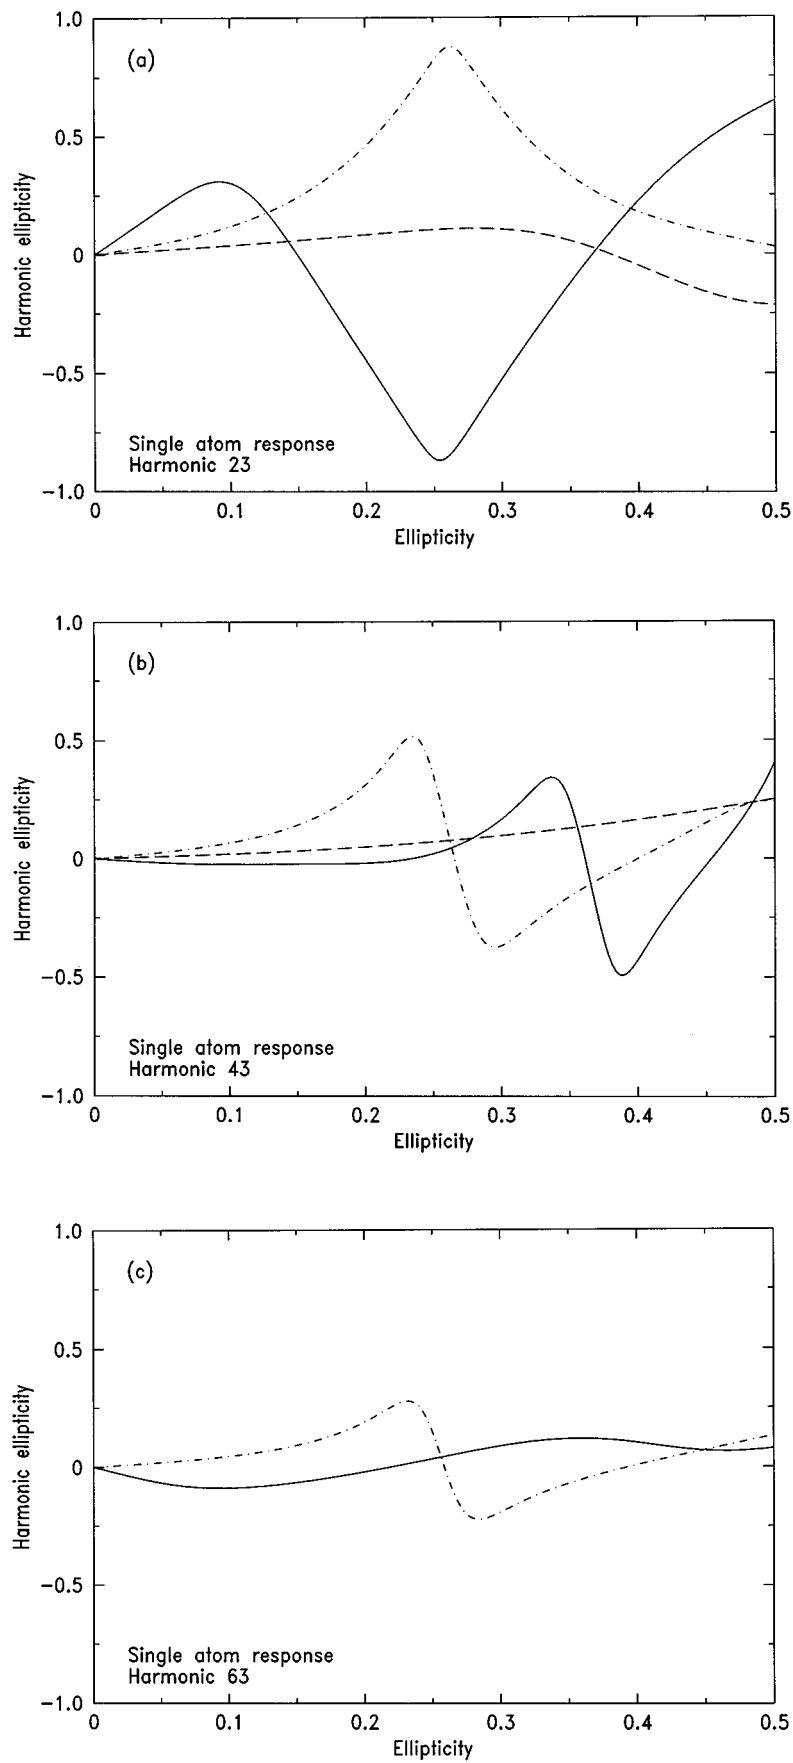 1.0
(a)
0.5
0
−0.5
−1.0
Harmonic ellipticity
Single atom response
Harmonic 23
0 0.1 0.2 0.3 0.4 0.5
Ellipticity
1.0
(b)
0.5
0
−0.5
−1.0
Harmonic ellipticity
Single atom response
Harmonic 43
0 0.1 0.2 0.3 0.4 0.5
Ellipticity
1.0
(c)
0.5
0
−0.5
−1.0
Harmonic ellipticity
Single atom response
Harmonic 63
0 0.1 0.2 0.3 0.4 0.5
Ellipticity